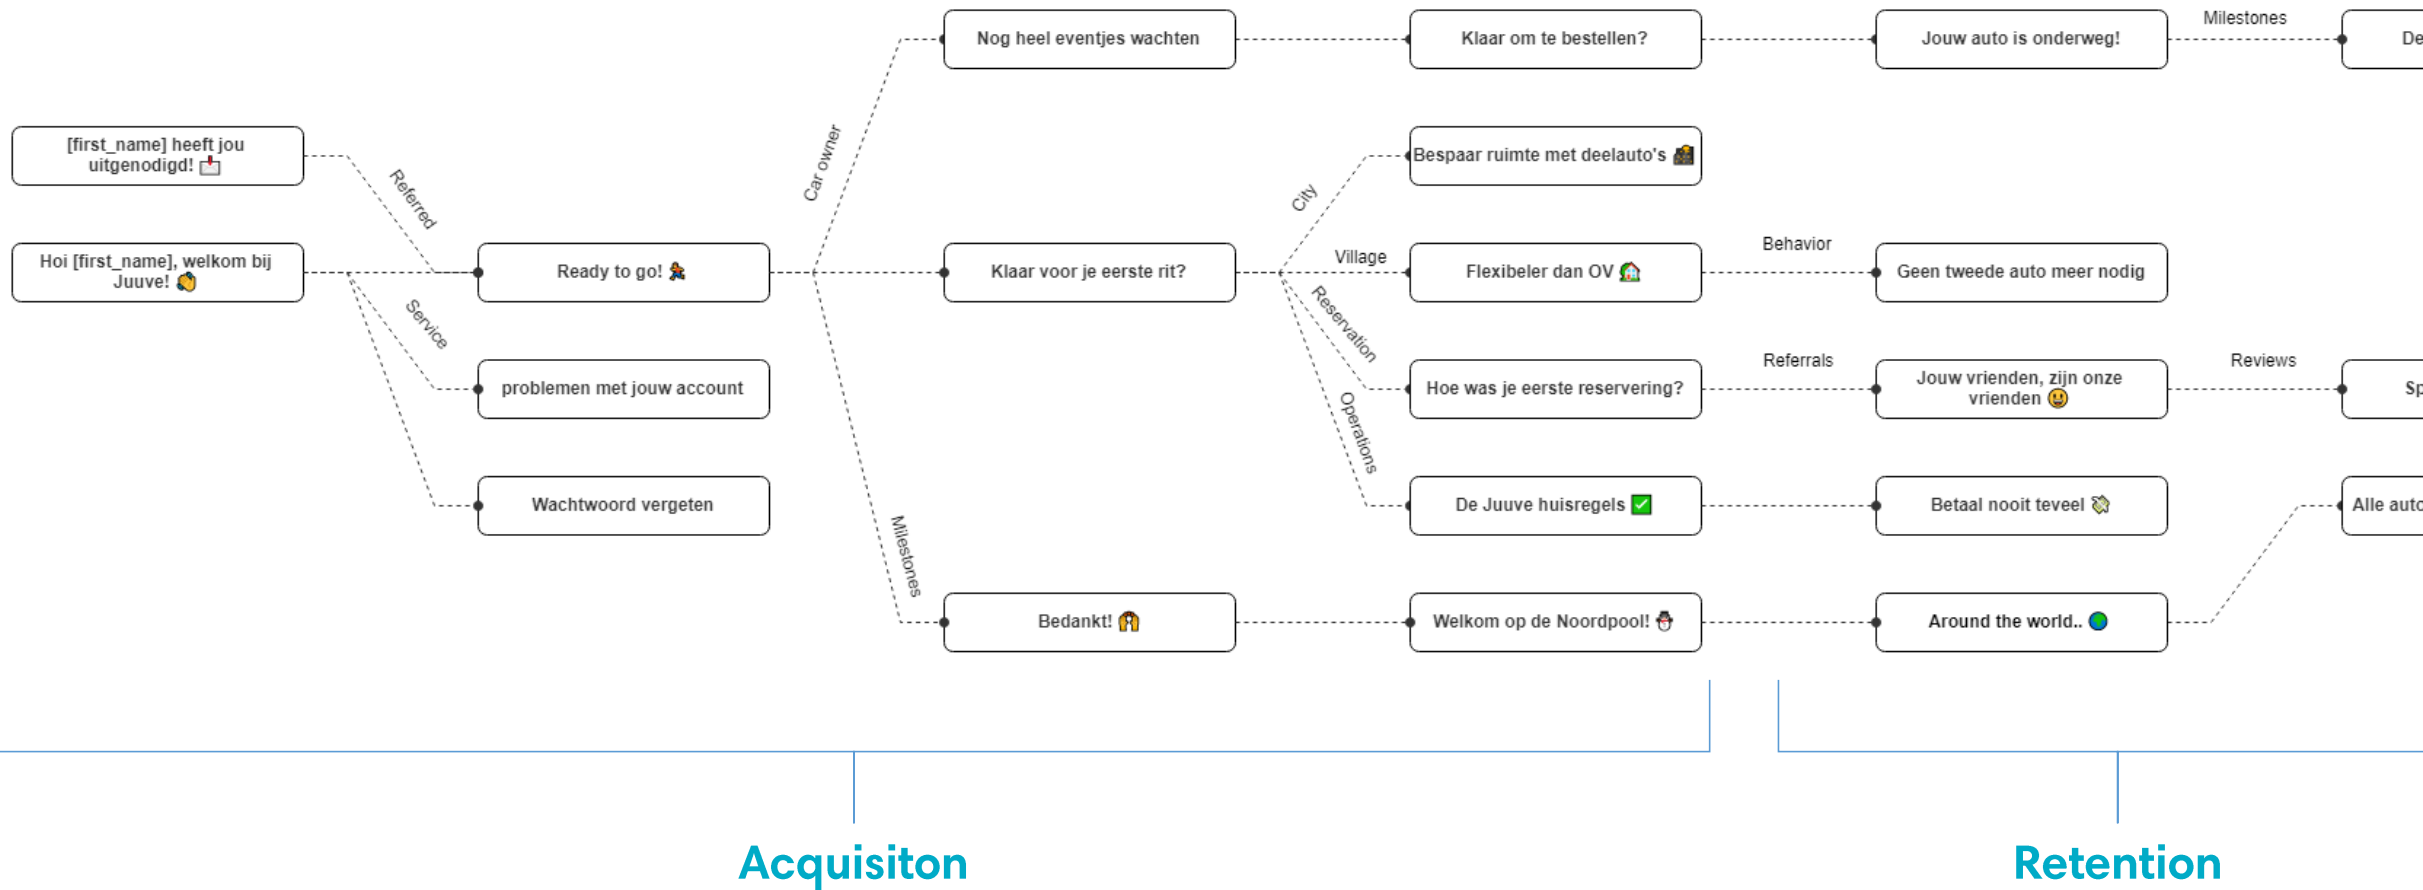 Nog heel eventjes wachten
Klaar om te bestellen?
Jouw auto is onderweg!
Milestones
De
[first_name] heeft jou
uitgenodigd!
Referred
Car owner
City
Bespaar ruimte met deelauto's
Hoi [first_name], welkom bij
Juuve!
Ready to go!
Klaar voor je eerste rit?
Village
Flexibeler dan OV
Behavior
Geen tweede auto meer nodig
Service
problemen met jouw account
Reservation
Hoe was je eerste reservering?
Referrals
Jouw vrienden, zijn onze
vrienden
Reviews
Sp
Wachtwoord vergeten
Operations
De Juuve huisregels
Betaal nooit teveel
Alle auto
Milestones
Bedankt!
Welkom op de Noordpool!
Around the world..
Acquisiton
Retention